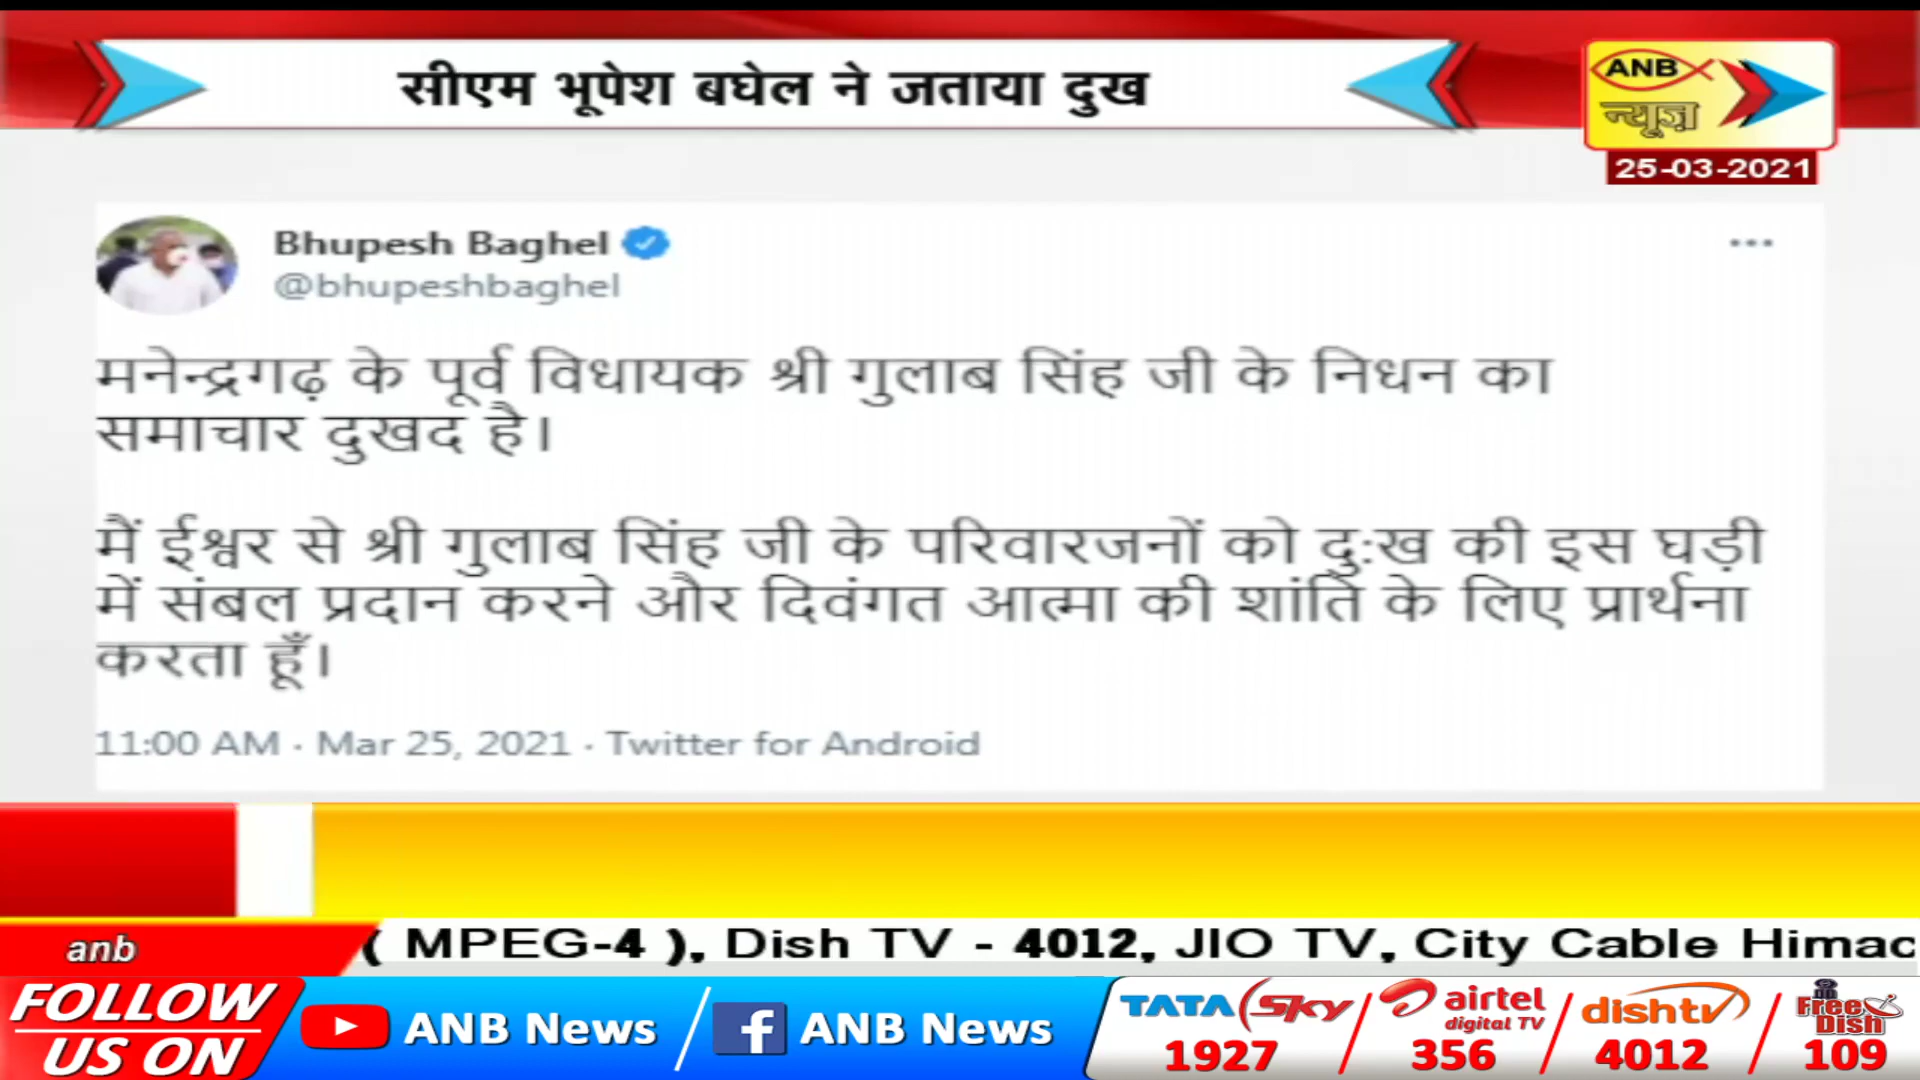 सीएम भूपेश बघेल ने जताया दुख
ANB
न्यूज़
25-03-2021
Bhupesh Baghel
@bhupeshbaghel
मनेन्द्रगढ़ के पूर्व विधायक श्री गुलाब सिंह जी के निधन का
समाचार दुखद है।
मैं ईश्वर से श्री गुलाब सिंह जी के परिवारजनों को दु:ख की इस घड़ी
में संबल प्रदान करने और दिवंगत आत्मा की शांति के लिए प्रार्थना
करता हूँ।
11:00 AM · Mar 25, 2021 · Twitter for Android
anb
( MPEG-4 ), Dish TV - 4012, JIO TV, City Cable Himac
FOLLOW
US ON
ANB News
ANB News
TATA Sky
1927
airtel
digital TV
356
dishtv
4012
DD
Free
Dish
109